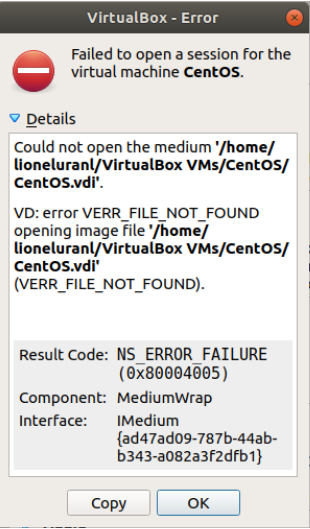 VirtualBox - Error
Failed to open a session for the
virtual machine CentOS.
Details
Could not open the medium '/home/
lioneluranl/VirtualBox VMs/CentOS/
CentOS.vdi'.
VD: error VERR_FILE_NOT_FOUND
opening image file '/home/
lioneluranl/VirtualBox VMs/CentOS/
CentOS.vdi'
(VERR_FILE_NOT_FOUND).
Result Code: NS_ERROR_FAILURE
(0x80004005)
Component: MediumWrap
Interface: IMedium
{ad47ad09-787b-44ab-
b343-a082a3f2dfb1}
Copy OK